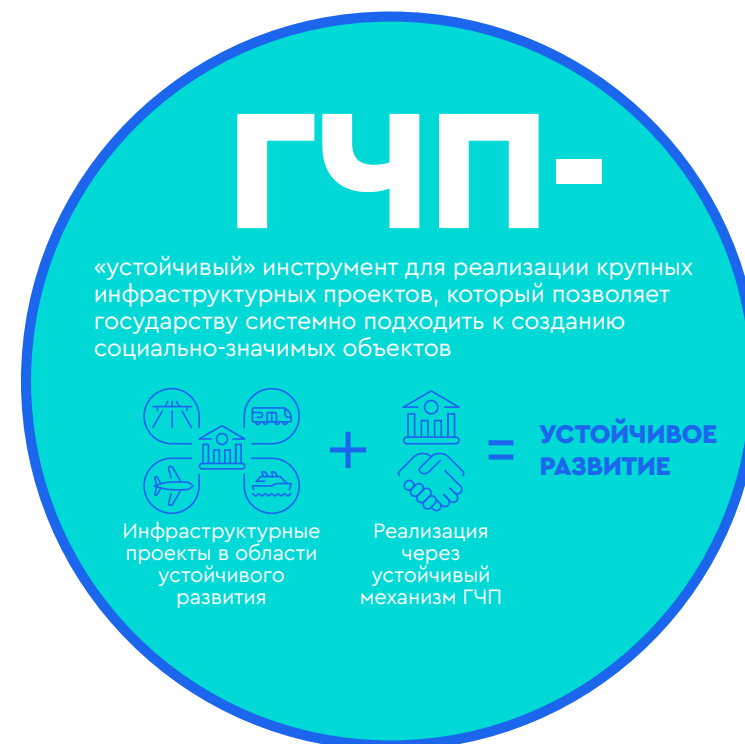 ГЧП-
«устойчивый» инструмент для реализации крупных
инфраструктурных проектов, который позволяет
государству системно подходить к созданию
социально-значимых объектов
+
=
УСТОЙЧИВОЕ
РАЗВИТИЕ
Инфраструктурные
проекты в области
устойчивого
развития
Реализация
через
устойчивый
механизм ГЧП